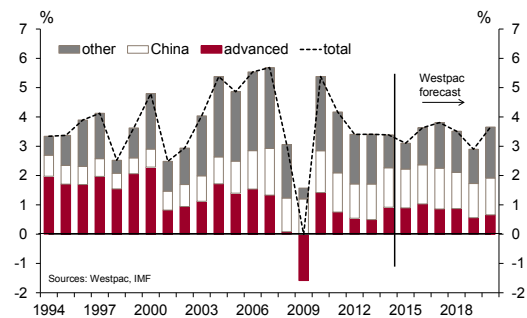 % %
7 7
other China advanced total
6 6
Westpac
forecast
5 5
4 4
3 3
2 2
1 1
0 0
-1 -1
Sources: Westpac, IMF
-2 -2
1994 1997 2000 2003 2006 2009 2012 2015 2018